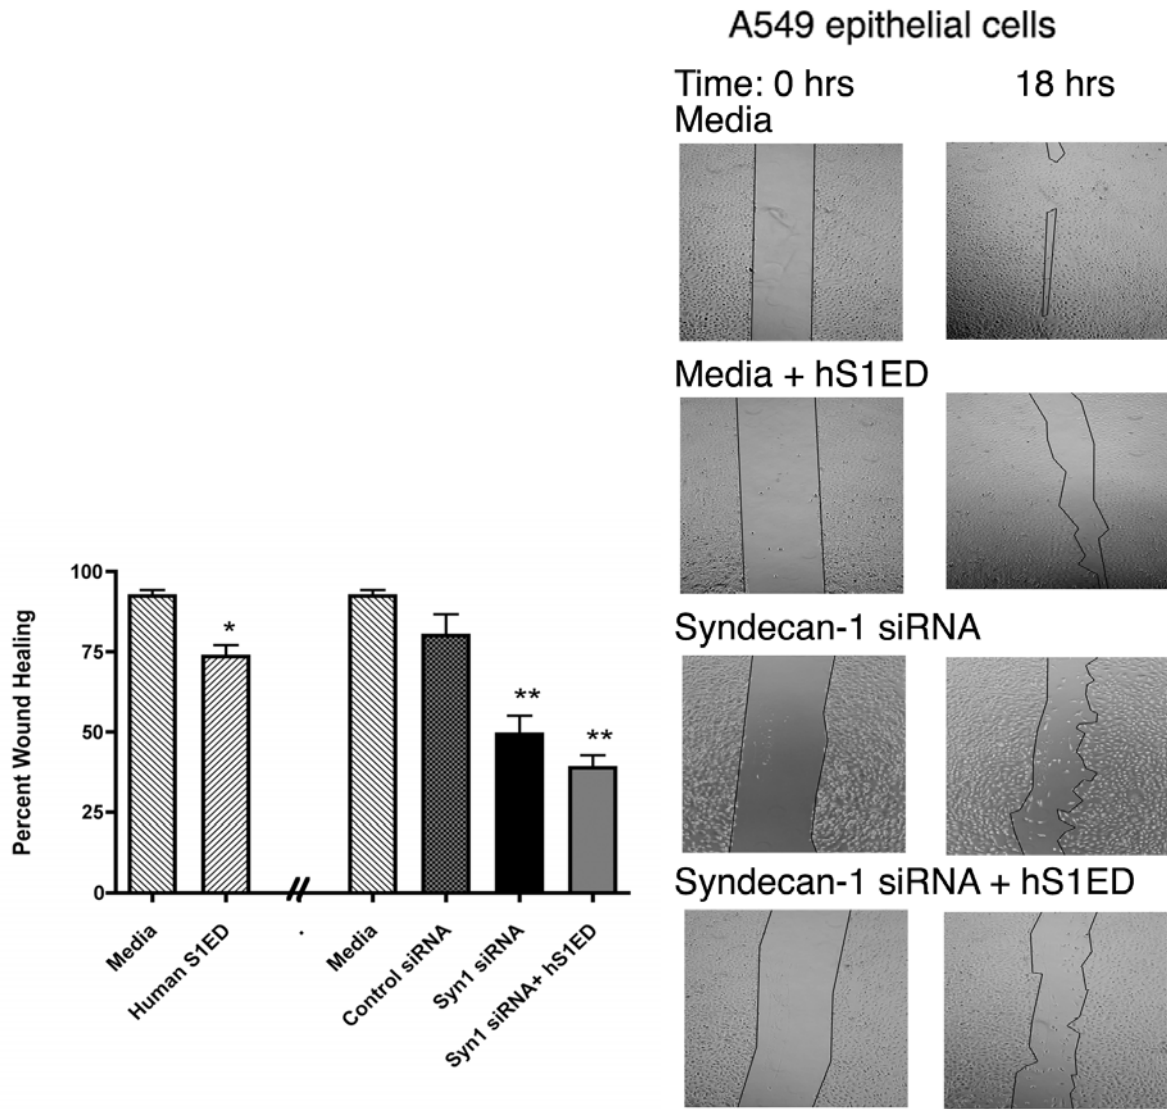 A549 epithelial cells
Time: 0 hrs 18 hrs
Media
Media + hS1ED
Syndecan-1 siRNA
Syndecan-1 siRNA + hS1ED
Percent Wound Healing
100
75
50
25
0
*
**
**
Media
Human S1ED
Media
Control siRNA
Syn1 siRNA
Syn1 siRNA+ hS1ED